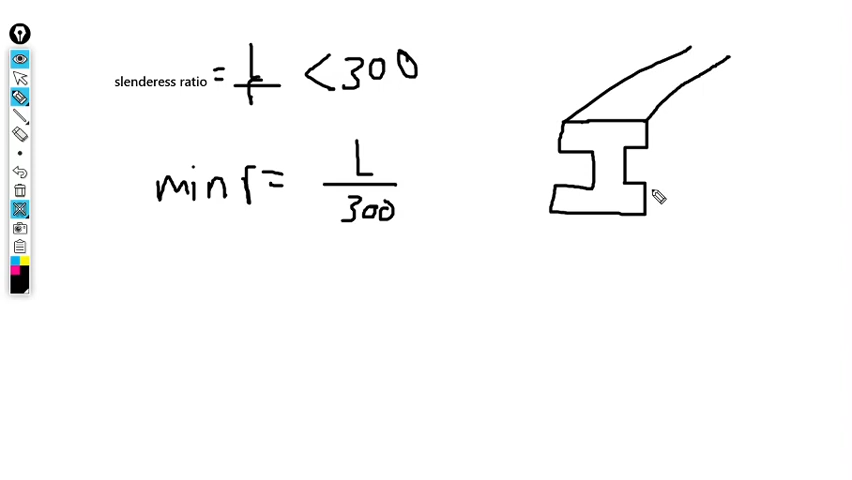 slenderess ratio = L/r < 300
min r = L/300